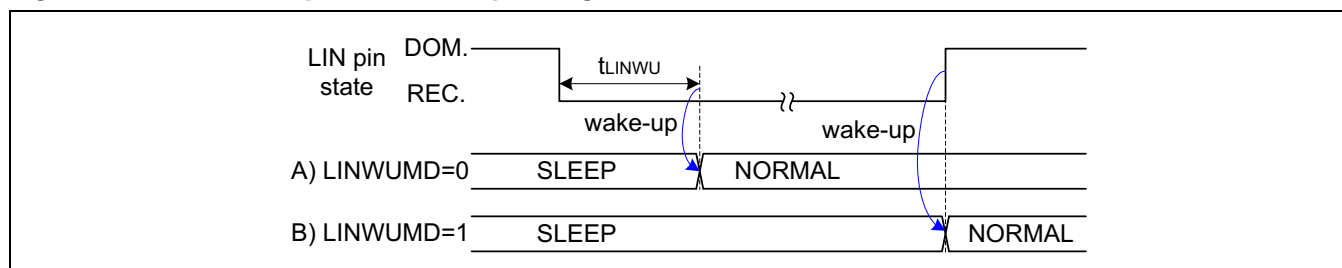 LIN pin
state
DOM.
REC.
tLINWU
wake-up
wake-up
A) LINWUMD=0 SLEEP NORMAL
B) LINWUMD=1 SLEEP NORMAL